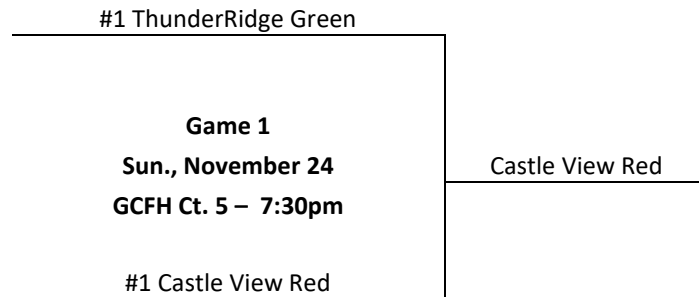 #1 ThunderRidge Green
Game 1
Sun., November 24
Castle View Red
GCFH Ct. 5 – 7:30pm
#1 Castle View Red